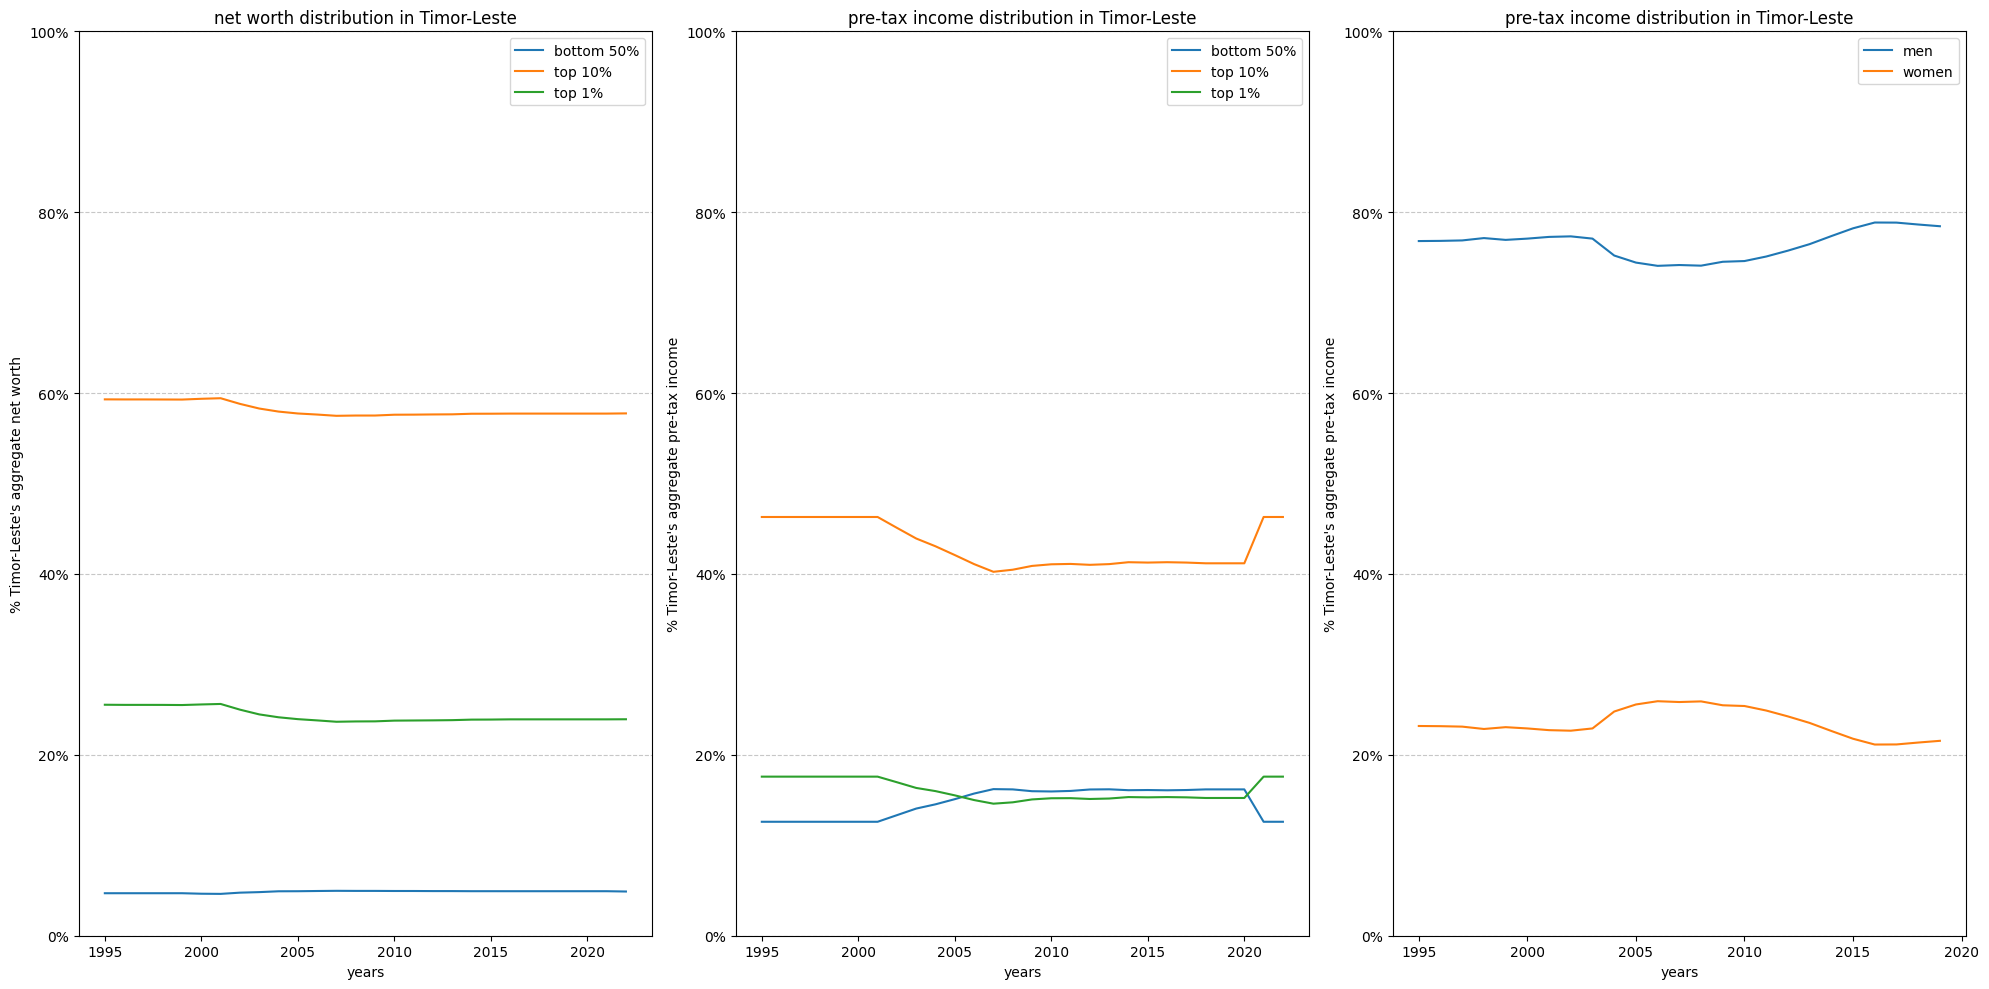 net worth distribution in Timor-Leste
100%
80%
60%
40%
20%
0%
% Timor-Leste's aggregate net worth
bottom 50%
top 10%
top 1%
1995
2000
2005
2010
2015
2020
years
pre-tax income distribution in Timor-Leste
100%
80%
60%
40%
20%
0%
% Timor-Leste's aggregate pre-tax income
bottom 50%
top 10%
top 1%
1995
2000
2005
2010
2015
2020
years
pre-tax income distribution in Timor-Leste
100%
80%
60%
40%
20%
0%
% Timor-Leste's aggregate pre-tax income
men
women
1995
2000
2005
2010
2015
2020
years